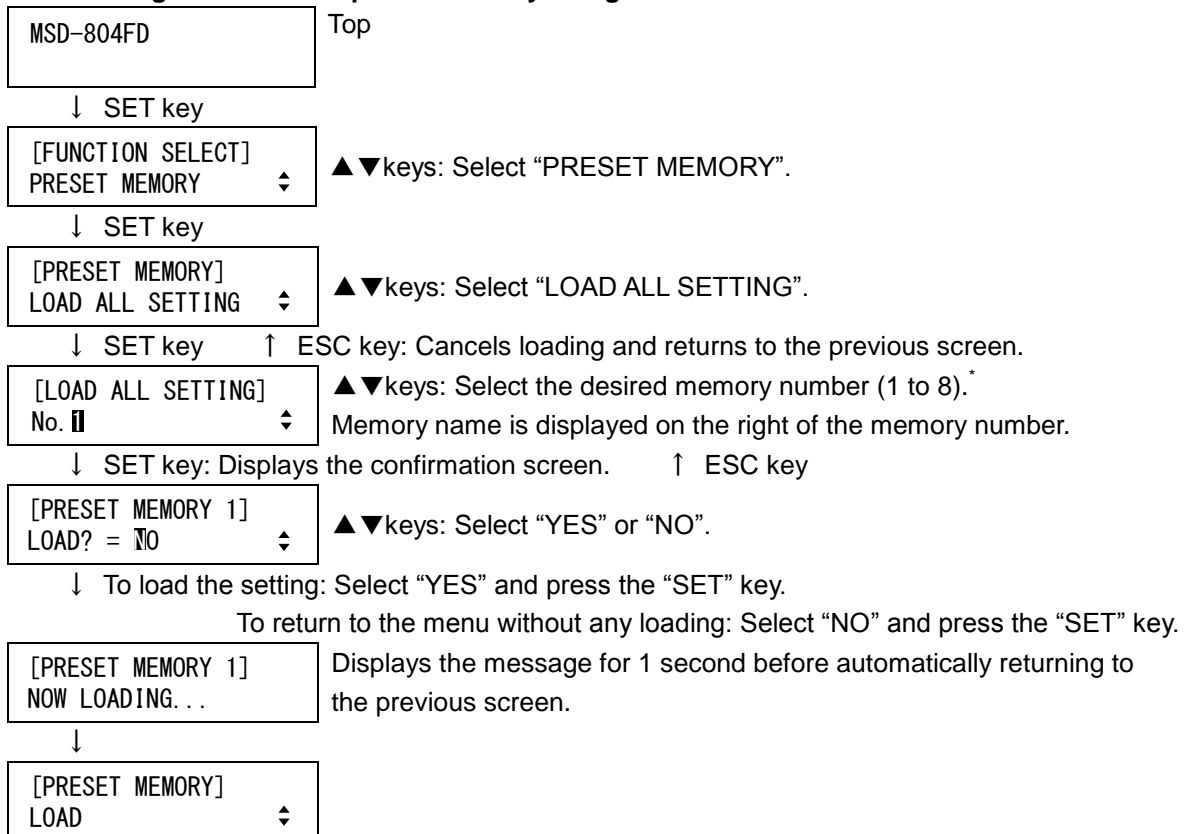 MSD-804FD Top
↓ SET key
[FUNCTION SELECT]
PRESET MEMORY
▲▼keys: Select “PRESET MEMORY”.
↓ SET key
[PRESET MEMORY]
LOAD ALL SETTING
▲▼keys: Select “LOAD ALL SETTING”.
↓ SET key ↑ ESC key: Cancels loading and returns to the previous screen.
[LOAD ALL SETTING]
No. 1
▲▼keys: Select the desired memory number (1 to 8).*
Memory name is displayed on the right of the memory number.
↓ SET key: Displays the confirmation screen. ↑ ESC key
[PRESET MEMORY 1]
LOAD? = NO
▲▼keys: Select “YES” or “NO”.
↓ To load the setting: Select “YES” and press the “SET” key.
To return to the menu without any loading: Select “NO” and press the “SET” key.
[PRESET MEMORY 1]
NOW LOADING...
Displays the message for 1 second before automatically returning to
the previous screen.
↓
[PRESET MEMORY]
LOAD